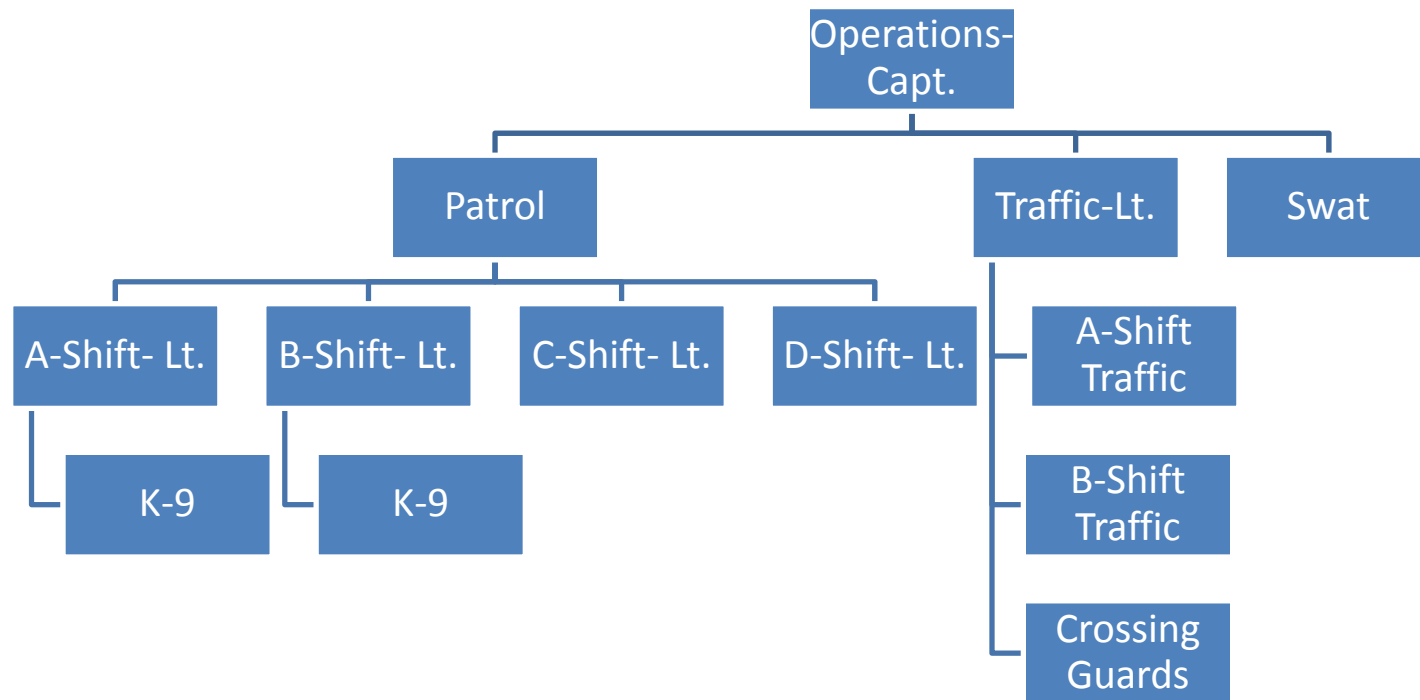 Operations-
Capt.
Patrol
Traffic-Lt.
Swat
A-Shift- Lt.
B-Shift- Lt.
C-Shift- Lt.
D-Shift- Lt.
A-Shift
Traffic
K-9
K-9
B-Shift
Traffic
Crossing
Guards